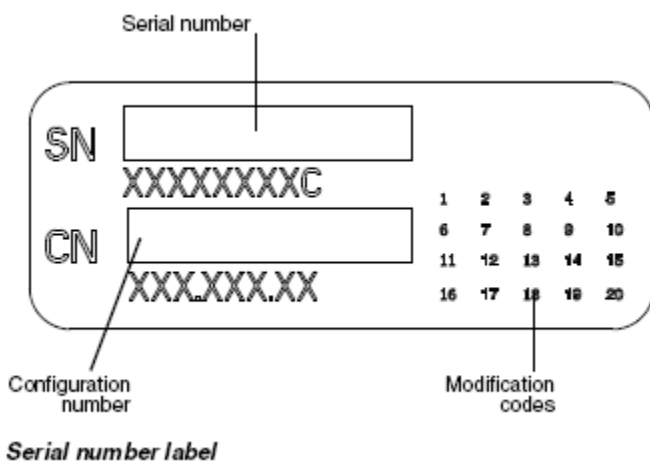 Serial number
SN
XXXXXXXXC
CN
XXX.XXX.XX
1 2 3 4 5
6 7 8 9 10
11 12 13 14 15
16 17 18 19 20
Configuration
number
Modification
codes
Serial number label